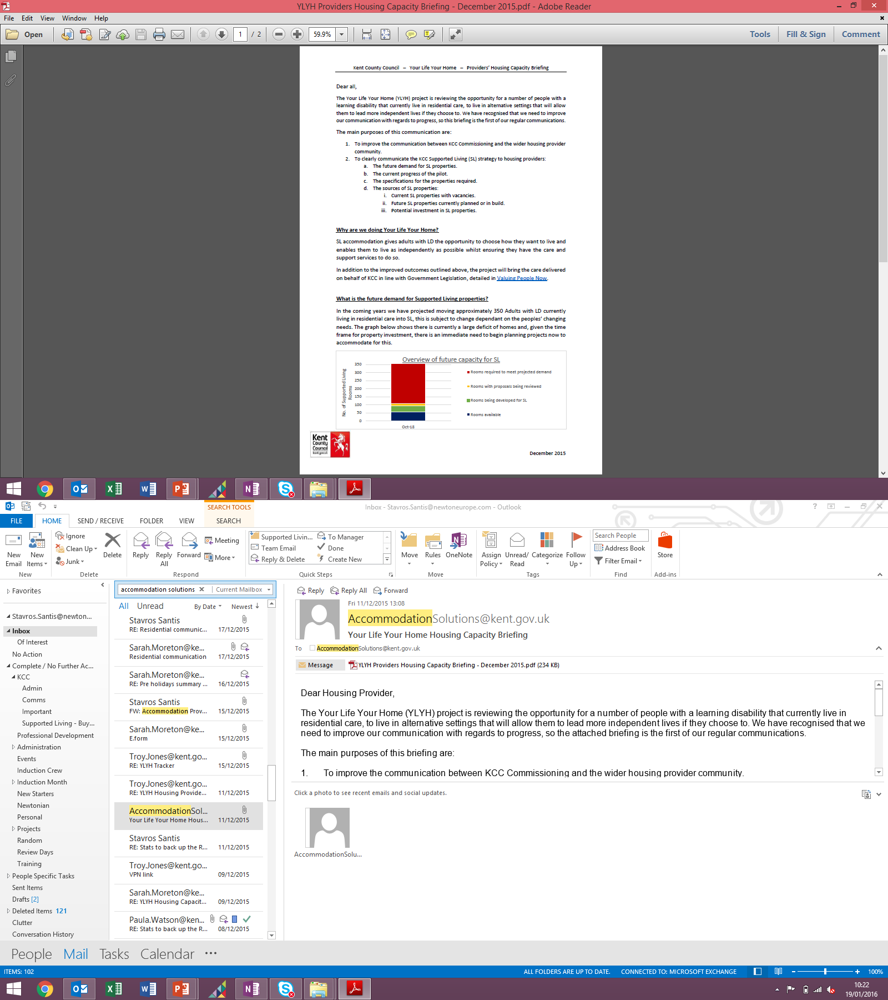 YLYH Providers Housing Capacity Briefing - December 2015.pdf - Adobe Reader
File Edit View Window Help
Open 1 / 2 59.9% Tools Fill & Sign Comment
Kent County Council – Your Life Your Home – Providers' Housing Capacity Briefing
Dear all,
The Your Life Your Home (YLYH) project is reviewing the opportunity for a number of people with a
learning disability that currently live in residential care, to live in alternative settings that will allow
them to lead more independent lives if they choose to. We have recognised that we need to improve
our communication with regards to progress, so this briefing is the first of our regular communications.
The main purposes of this communication are:
1. To improve the communication between KCC Commissioning and the wider housing provider
community.
2. To clearly communicate the KCC Supported Living (SL) strategy to housing providers:
a. The future demand for SL properties.
b. The current progress of the pilot.
c. The specifications for the properties required.
d. The sources of SL properties:
i. Current SL properties with vacancies.
ii. Future SL properties currently planned or in build.
iii. Potential investment in SL properties.
Why are we doing Your Life Your Home?
SL accommodation gives adults with LD the opportunity to choose how they want to live and
enables them to live as independently as possible whilst ensuring they have the care and
support services to do so.
In addition to the improved outcomes outlined above, the project will bring the care delivered
on behalf of KCC in line with Government Legislation, detailed in Valuing People Now.
What is the future demand for Supported Living properties?
In the coming years we have projected moving approximately 350 Adults with LD currently
living in residential care into SL, this is subject to change dependant on the peoples' changing
needs. The graph below shows there is currently a large deficit of homes and, given the time
frame for property investment, there is an immediate need to begin planning projects now to
accommodate for this.
Overview of future capacity for SL
No. of Supported Living
Rooms
350
300
250
200
150
100
50
0
Oct-18
Rooms required to meet projected demand
Rooms with proposals being reviewed
Rooms being developed for SL
Rooms available
Kent
County
Council
kent.gov.uk
December 2015
SEARCH TOOLS
Inbox - Stavros.Santis@newtoneurope.com - Outlook
FILE HOME SEND / RECEIVE FOLDER VIEW SEARCH
New Email
New Items
New
Ignore
Clean Up
Junk
Delete
Delete
Reply
Reply All
Forward
Meeting
More
Respond
Supported Livin... To Manager
Team Email Done
Reply & Delete Create New
Quick Steps
Move
Rules
OneNote
Move
Assign Policy
Unread/ Read
Categorize
Follow Up
Tags
Search People
Address Book
Filter Email
Find
Store
Add-ins
Favorites
Stavros.Santis@newton...
Inbox
Of Interest
No Action
Complete / No Further Ac...
KCC
Admin
Comms
Important
Supported Living - Buy...
Professional Development
Administration
Events
Induction Crew
Induction Month
New Starters
Newtonian
Personal
Projects
Random
Review Days
Training
People Specific Tasks
Sent Items
Drafts [2]
Deleted Items 121
Clutter
Conversation History
accommodation solutions Current Mailbox
All Unread By Date Newest
Stavros Santis
RE: Residential communic... 17/12/2015
Sarah.Moreton@ke...
Residential communication 17/12/2015
Sarah.Moreton@ke...
RE: Pre holidays summary ... 16/12/2015
Stavros Santis
FW: Accommodation Prov... 15/12/2015
Sarah.Moreton@ke...
E.form 15/12/2015
Troy.Jones@kent.go...
RE: YLYH Tracker 15/12/2015
Troy.Jones@kent.go...
RE: YLYH Housing Provide... 11/12/2015
AccommodationSol...
Your Life Your Home Hous... 11/12/2015
Stavros Santis
RE: Stats to back up the R... 11/12/2015
Troy.Jones@kent.go...
VPN link 09/12/2015
Sarah.Moreton@ke...
RE: YLYH Housing Capacit... 09/12/2015
Paula.Watson@ken...
RE: Stats to back up the R... 08/12/2015
Reply Reply All Forward
Fri 11/12/2015 13:08
AccommodationSolutions@kent.gov.uk
Your Life Your Home Housing Capacity Briefing
To AccommodationSolutions@kent.gov.uk
Message YLYH Providers Housing Capacity Briefing - December 2015.pdf (234 KB)
Dear Housing Provider,
The Your Life Your Home (YLYH) project is reviewing the opportunity for a number of people with a learning disability that currently live in
residential care, to live in alternative settings that will allow them to lead more independent lives if they choose to. We have recognised that we
need to improve our communication with regards to progress, so the attached briefing is the first of our regular communications.
The main purposes of this briefing are:
1. To improve the communication between KCC Commissioning and the wider housing provider community.
Click a photo to see recent emails and social updates.
AccommodationSolu...
People Mail Tasks Calendar ...
ITEMS: 102 ALL FOLDERS ARE UP TO DATE. CONNECTED TO: MICROSOFT EXCHANGE 100%
10:22
19/01/2016